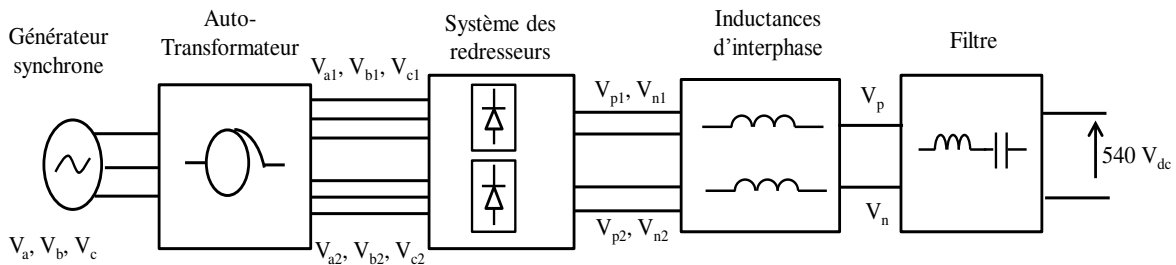 Générateur
synchrone
Auto-
Transformateur
Système des
redresseurs
Inductances
d’interphase
Filtre
Va1, Vb1, Vc1
Vp1, Vn1
Vp
540 Vdc
Va, Vb, Vc
Va2, Vb2, Vc2
Vp2, Vn2
Vn